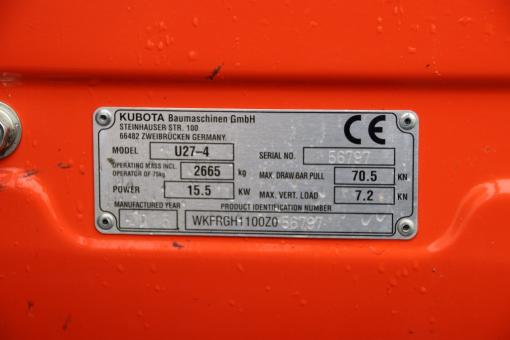 KUBOTA Baumaschinen GmbH
STEINHAUSER STR. 100
66482 ZWEIBRÜCKEN GERMANY.
CE
MODEL U27-4
SERIAL NO. 56797
OPERATING MASS INCL. OPERATOR OF 75kg 2665 kg
MAX. DRAW BAR PULL 70.5 KN
POWER 15.5 KW
MAX. VERT. LOAD 7.2 KN
MANUFACTURED YEAR
PRODUCT IDENTIFICATION NUMBER
WKFRGH1100Z056797